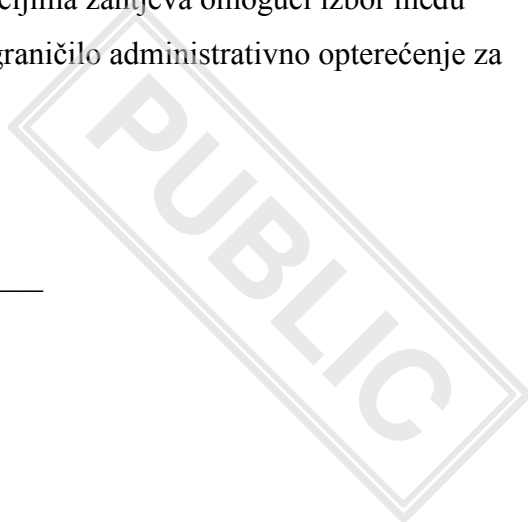 zahtjeva omogući izbor među
graničilo administrativno opterećenje za
PUBLIC